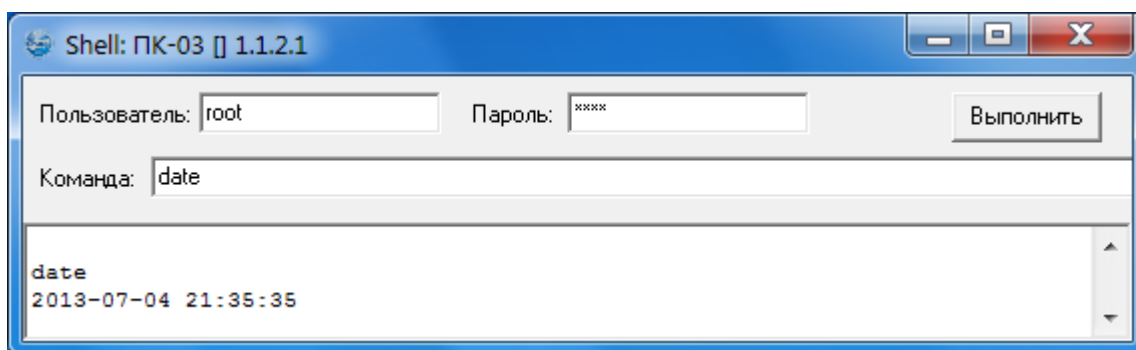 Shell: ПК-03 [] 1.1.2.1
Пользователь: root Пароль: **** Выполнить
Команда: date
date
2013-07-04 21:35:35